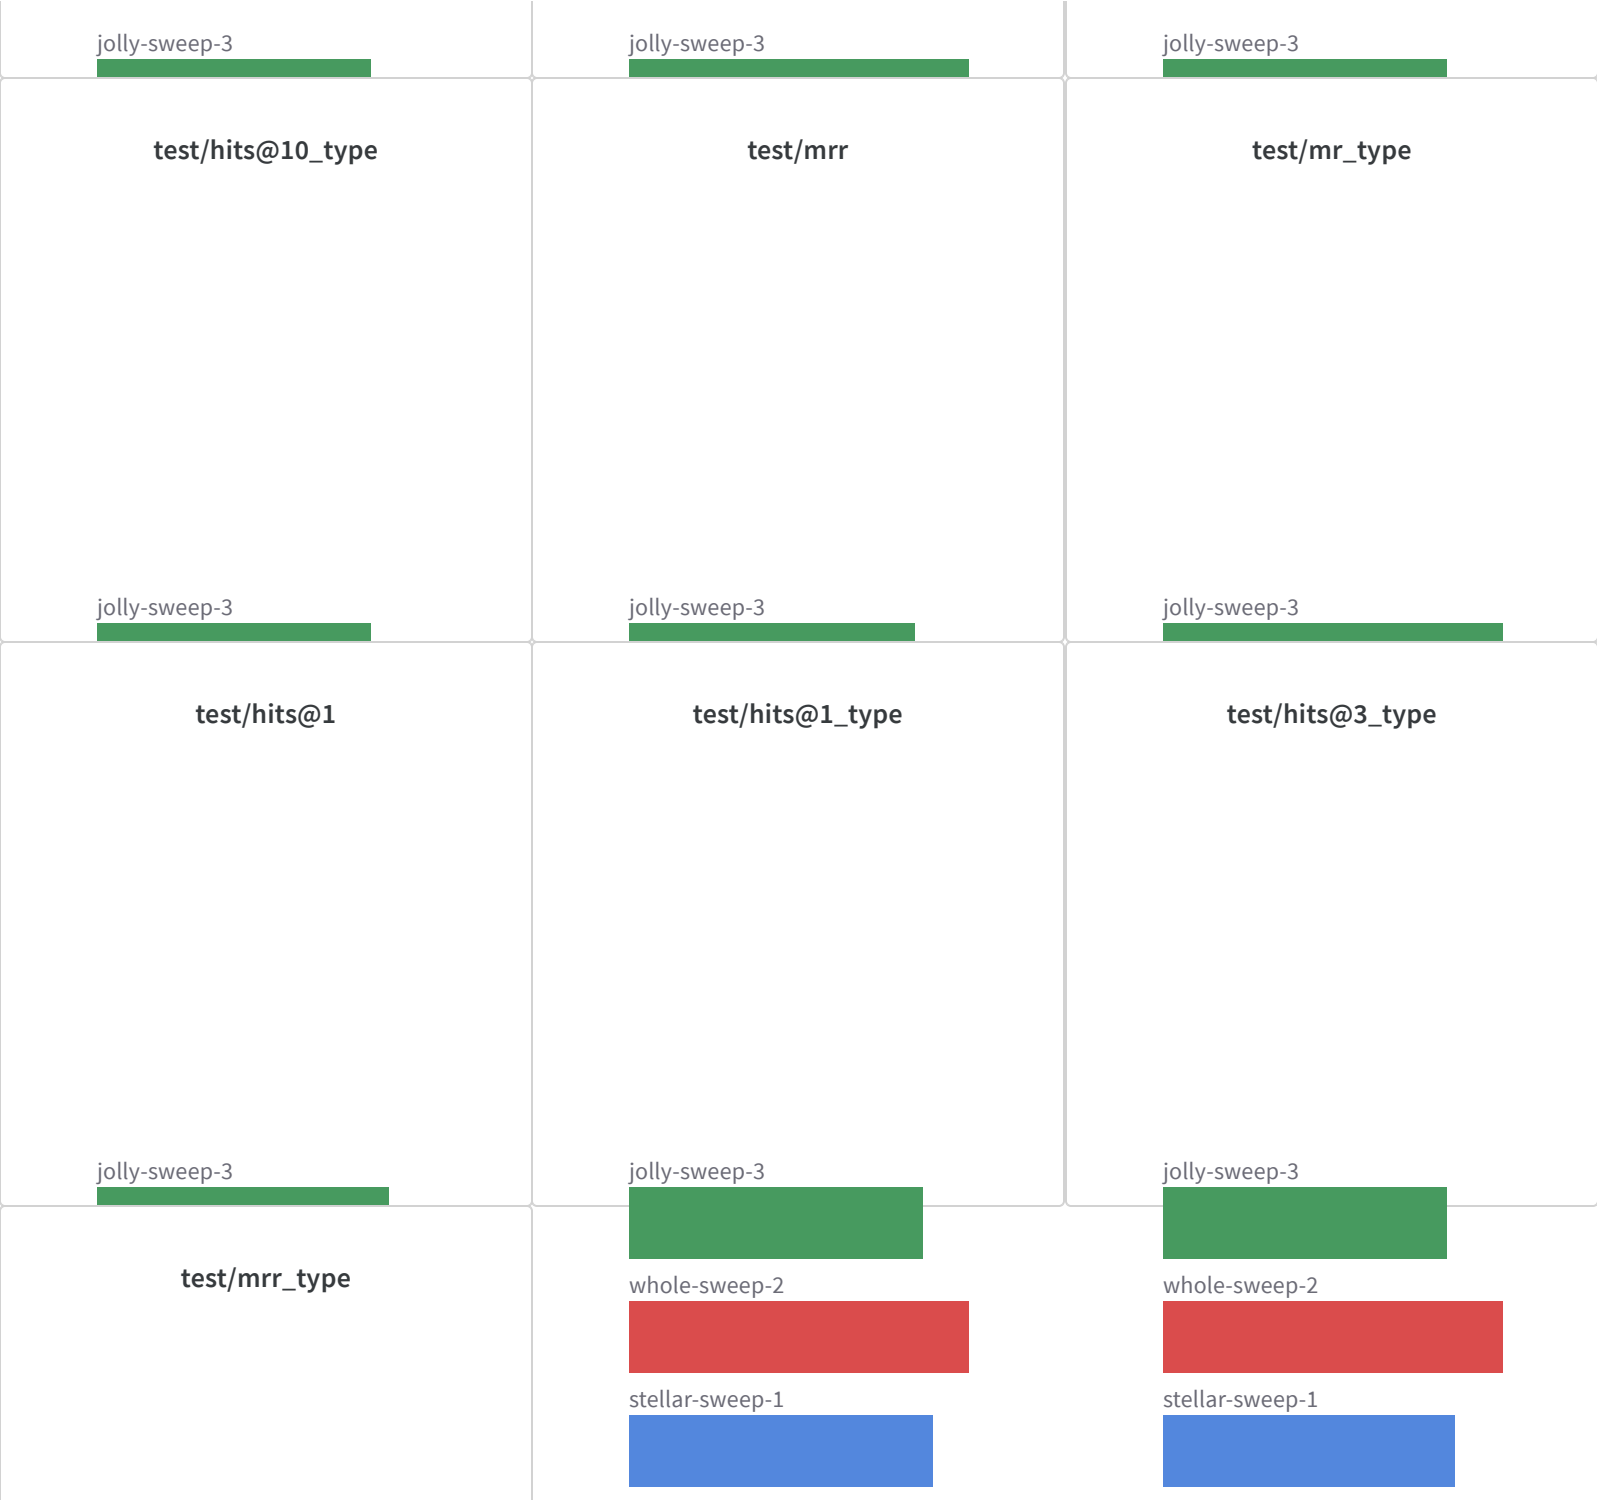 jolly-sweep-3
jolly-sweep-3
jolly-sweep-3
test/hits@10_type
test/mrr
test/mr_type
jolly-sweep-3
jolly-sweep-3
jolly-sweep-3
test/hits@1
test/hits@1_type
test/hits@3_type
jolly-sweep-3
jolly-sweep-3
jolly-sweep-3
test/mrr_type
whole-sweep-2
whole-sweep-2
stellar-sweep-1
stellar-sweep-1